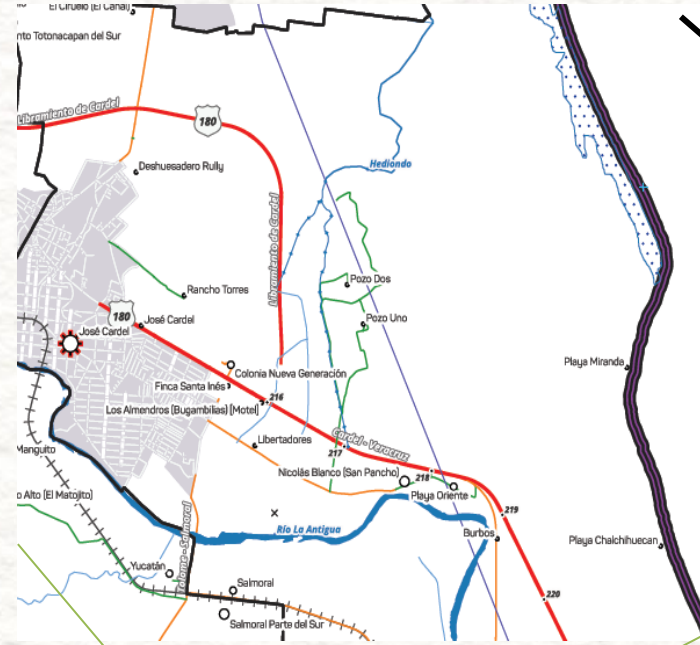 El Ciruelo (El Canal)
nto Totonacapan del Sur
Libramiento de Cardel
180
Hediondo
Deshuesadero Rully
Libramiento de Cardel
Pozo Dos
Rancho Torres
180
José Cardel
Pozo Uno
José Cardel
Playa Miranda
Colonia Nueva Generación
Finca Santa Inés
216
Los Almendros (Bugambilias) [Motel]
Cardel - Veracruz
Libertadores
217
Manguito
Nicolás Blanco (San Pancho)
218
o Alto (El Matojito)
Playa Oriente
219
Río La Antigua
Burbos
Playa Chalchihuecan
Tolome - Salmoral
Yucatán
Salmoral
220
Salmoral Parte del Sur